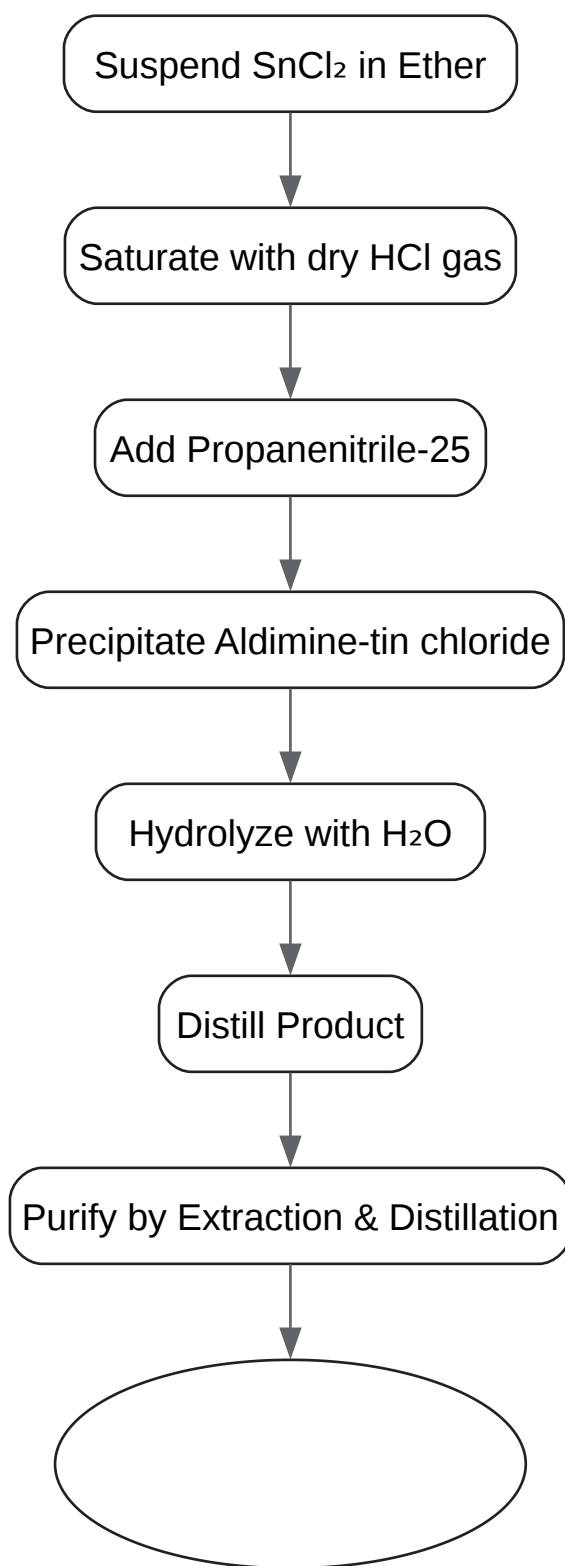 Suspend SnCl₂ in Ether
Saturate with dry HCl gas
Add Propanenitrile-25
Precipitate Aldimine-tin chloride
Hydrolyze with H₂O
Distill Product
Purify by Extraction & Distillation